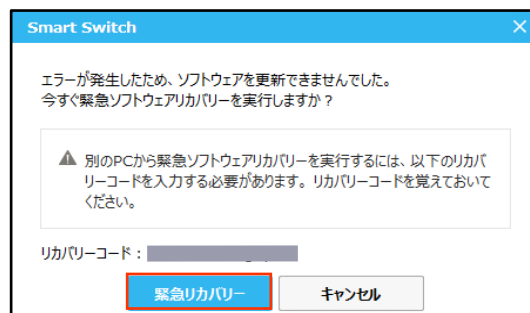 Smart Switch
エラーが発生したため、ソフトウェアを更新できませんでした。
今すぐ緊急ソフトウェアリカバリーを実行しますか？
別のPCから緊急ソフトウェアリカバリーを実行するには、以下のリカバ
リーコードを入力する必要があります。リカバリーコードを覚えておいて
ください。
リカバリーコード：
緊急リカバリー キャンセル